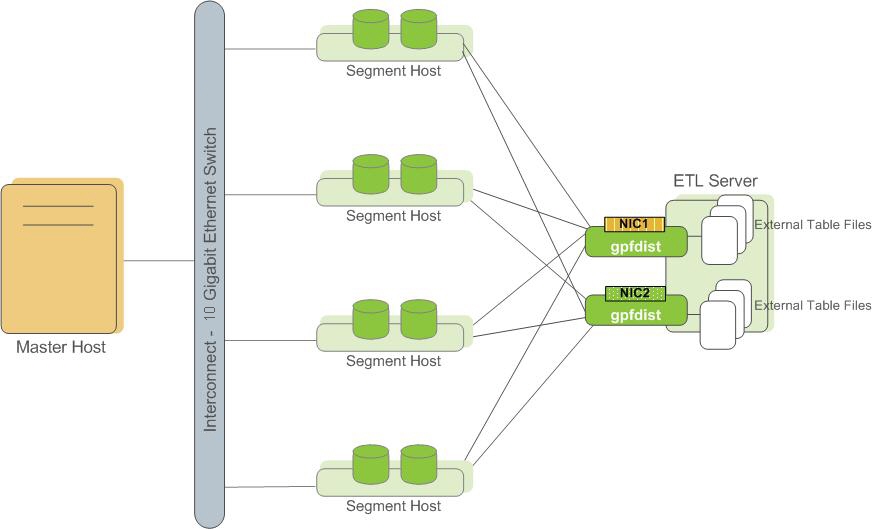 Segment Host
Segment Host
Segment Host
Segment Host
Master Host
Interconnect - 10 Gigabit Ethernet Switch
ETL Server
NIC1
gpfdist
External Table Files
NIC2
gpfdist
External Table Files